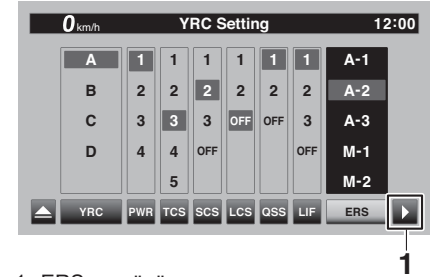 0 km/h YRC Setting 12:00
A 1 1 1 1 1 1 A-1
B 2 2 2 2 2 2 A-2
C 3 3 3 OFF OFF 3 A-3
D 4 4 OFF OFF M-1
5 M-2
YRC PWR TCS SCS LCS QSS LIF ERS
1